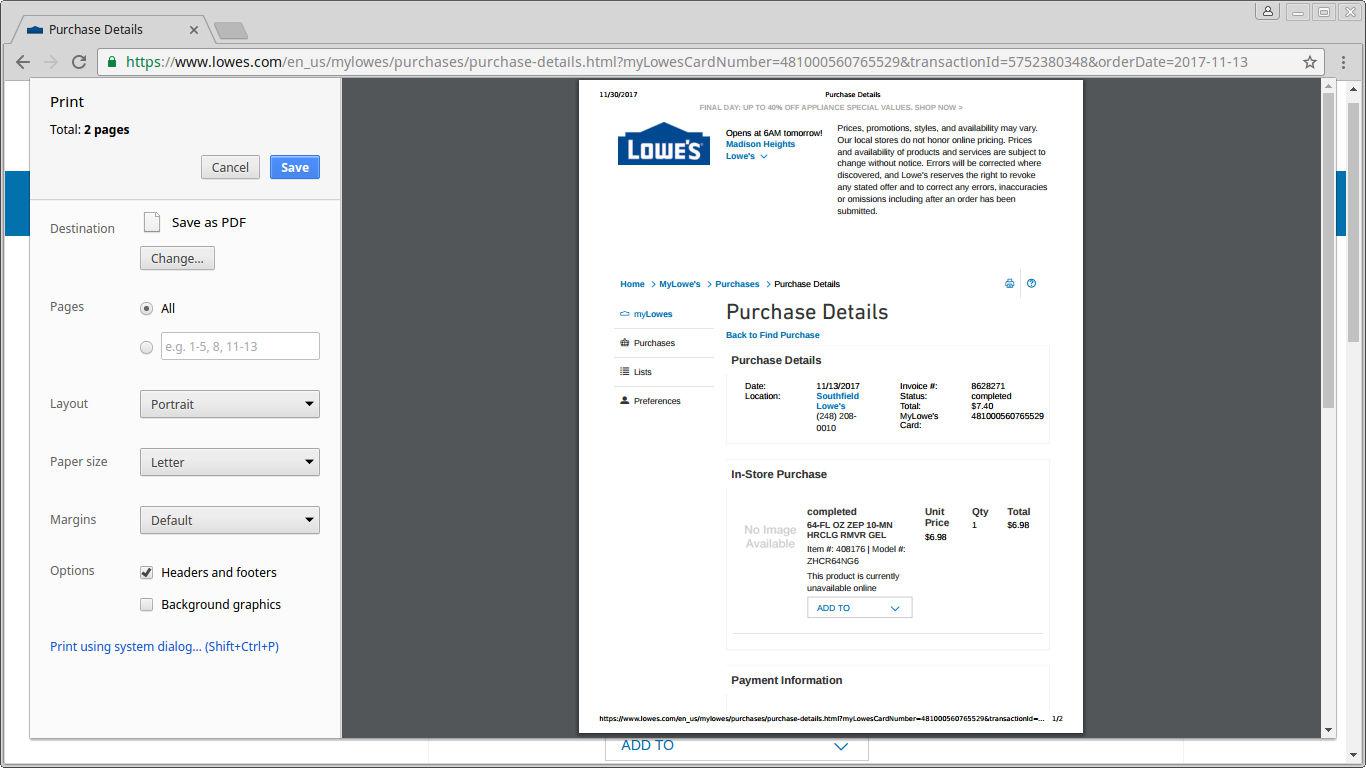 Purchase Details
https://www.lowes.com/en_us/mylowes/purchases/purchase-details.html?myLowesCardNumber=481000560765529&transactionId=5752380348&orderDate=2017-11-13
Print
Total: 2 pages
Cancel
Save
Destination
Save as PDF
Change...
Pages
All
e.g. 1-5, 8, 11-13
Layout
Portrait
Paper size
Letter
Margins
Default
Options
Headers and footers
Background graphics
Print using system dialog... (Shift+Ctrl+P)
11/30/2017
Purchase Details
FINAL DAY: UP TO 40% OFF APPLIANCE SPECIAL VALUES. SHOP NOW >
LOWE'S
Opens at 6AM tomorrow!
Madison Heights
Lowe's
Prices, promotions, styles, and availability may vary.
Our local stores do not honor online pricing. Prices
and availability of products and services are subject to
change without notice. Errors will be corrected where
discovered, and Lowe's reserves the right to revoke
any stated offer and to correct any errors, inaccuracies
or omissions including after an order has been
submitted.
Home > MyLowe's > Purchases > Purchase Details
myLowes
Purchases
Lists
Preferences
Purchase Details
Back to Find Purchase
Purchase Details
Date: 11/13/2017
Location: Southfield
Lowe's
(248) 208-
0010
Invoice #: 8628271
Status: completed
Total: $7.40
MyLowe's 481000560765529
Card:
In-Store Purchase
No Image
Available
completed
64-FL OZ ZEP 10-MN
HRCLG RMVR GEL
Item #: 408176 | Model #:
ZHCR64NG6
This product is currently
unavailable online
ADD TO
Unit
Price
$6.98
Qty
1
Total
$6.98
Payment Information
https://www.lowes.com/en_us/mylowes/purchases/purchase-details.html?myLowesCardNumber=481000560765529&transactionId=... 1/2
ADD TO